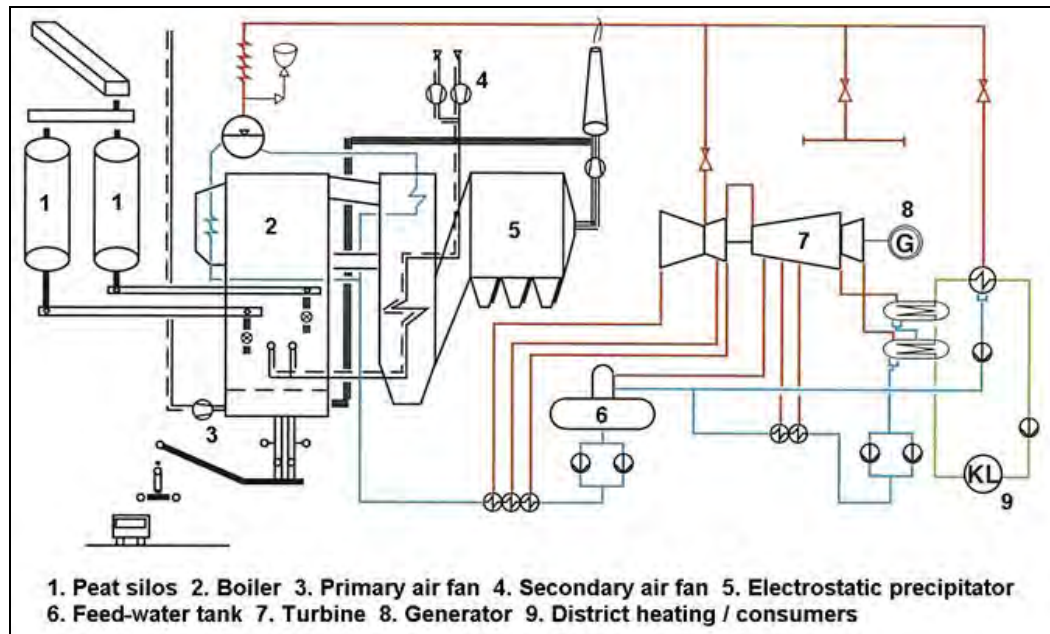 4
1
1
2
5
8
G
7
6
3
KL
9
1. Peat silos 2. Boiler 3. Primary air fan 4. Secondary air fan 5. Electrostatic precipitator
6. Feed-water tank 7. Turbine 8. Generator 9. District heating / consumers